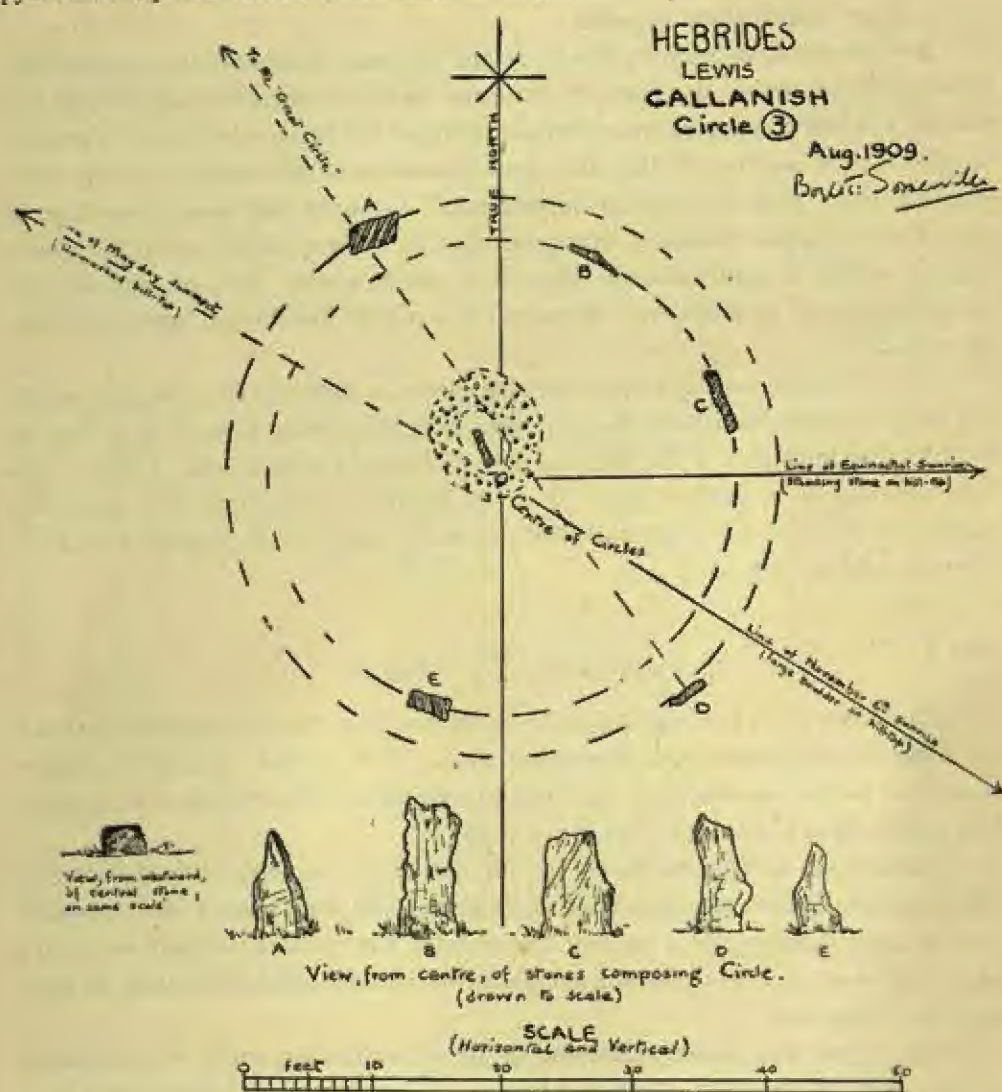 HEBRIDES
LEWIS
CALLANISH
Circle ③
Aug. 1909.
Boyle T. Somerville
To the "Great" Circle"
TRUE NORTH
Line of May day Sunset
(Unmarked hill-top)
A
B
C
Line of Equinoctial Sunrise
(Standing stone on hill-top)
Centre of Circles
Line of November 6th Sunrise
(large boulder on hilltop)
E
D
View, from westward,
of central stone,
on same scale
A
B
C
D
E
View, from centre, of stones composing Circle.
(drawn to scale)
SCALE
(Horizontal and Vertical)
0 Feet 10 20 30 40 50